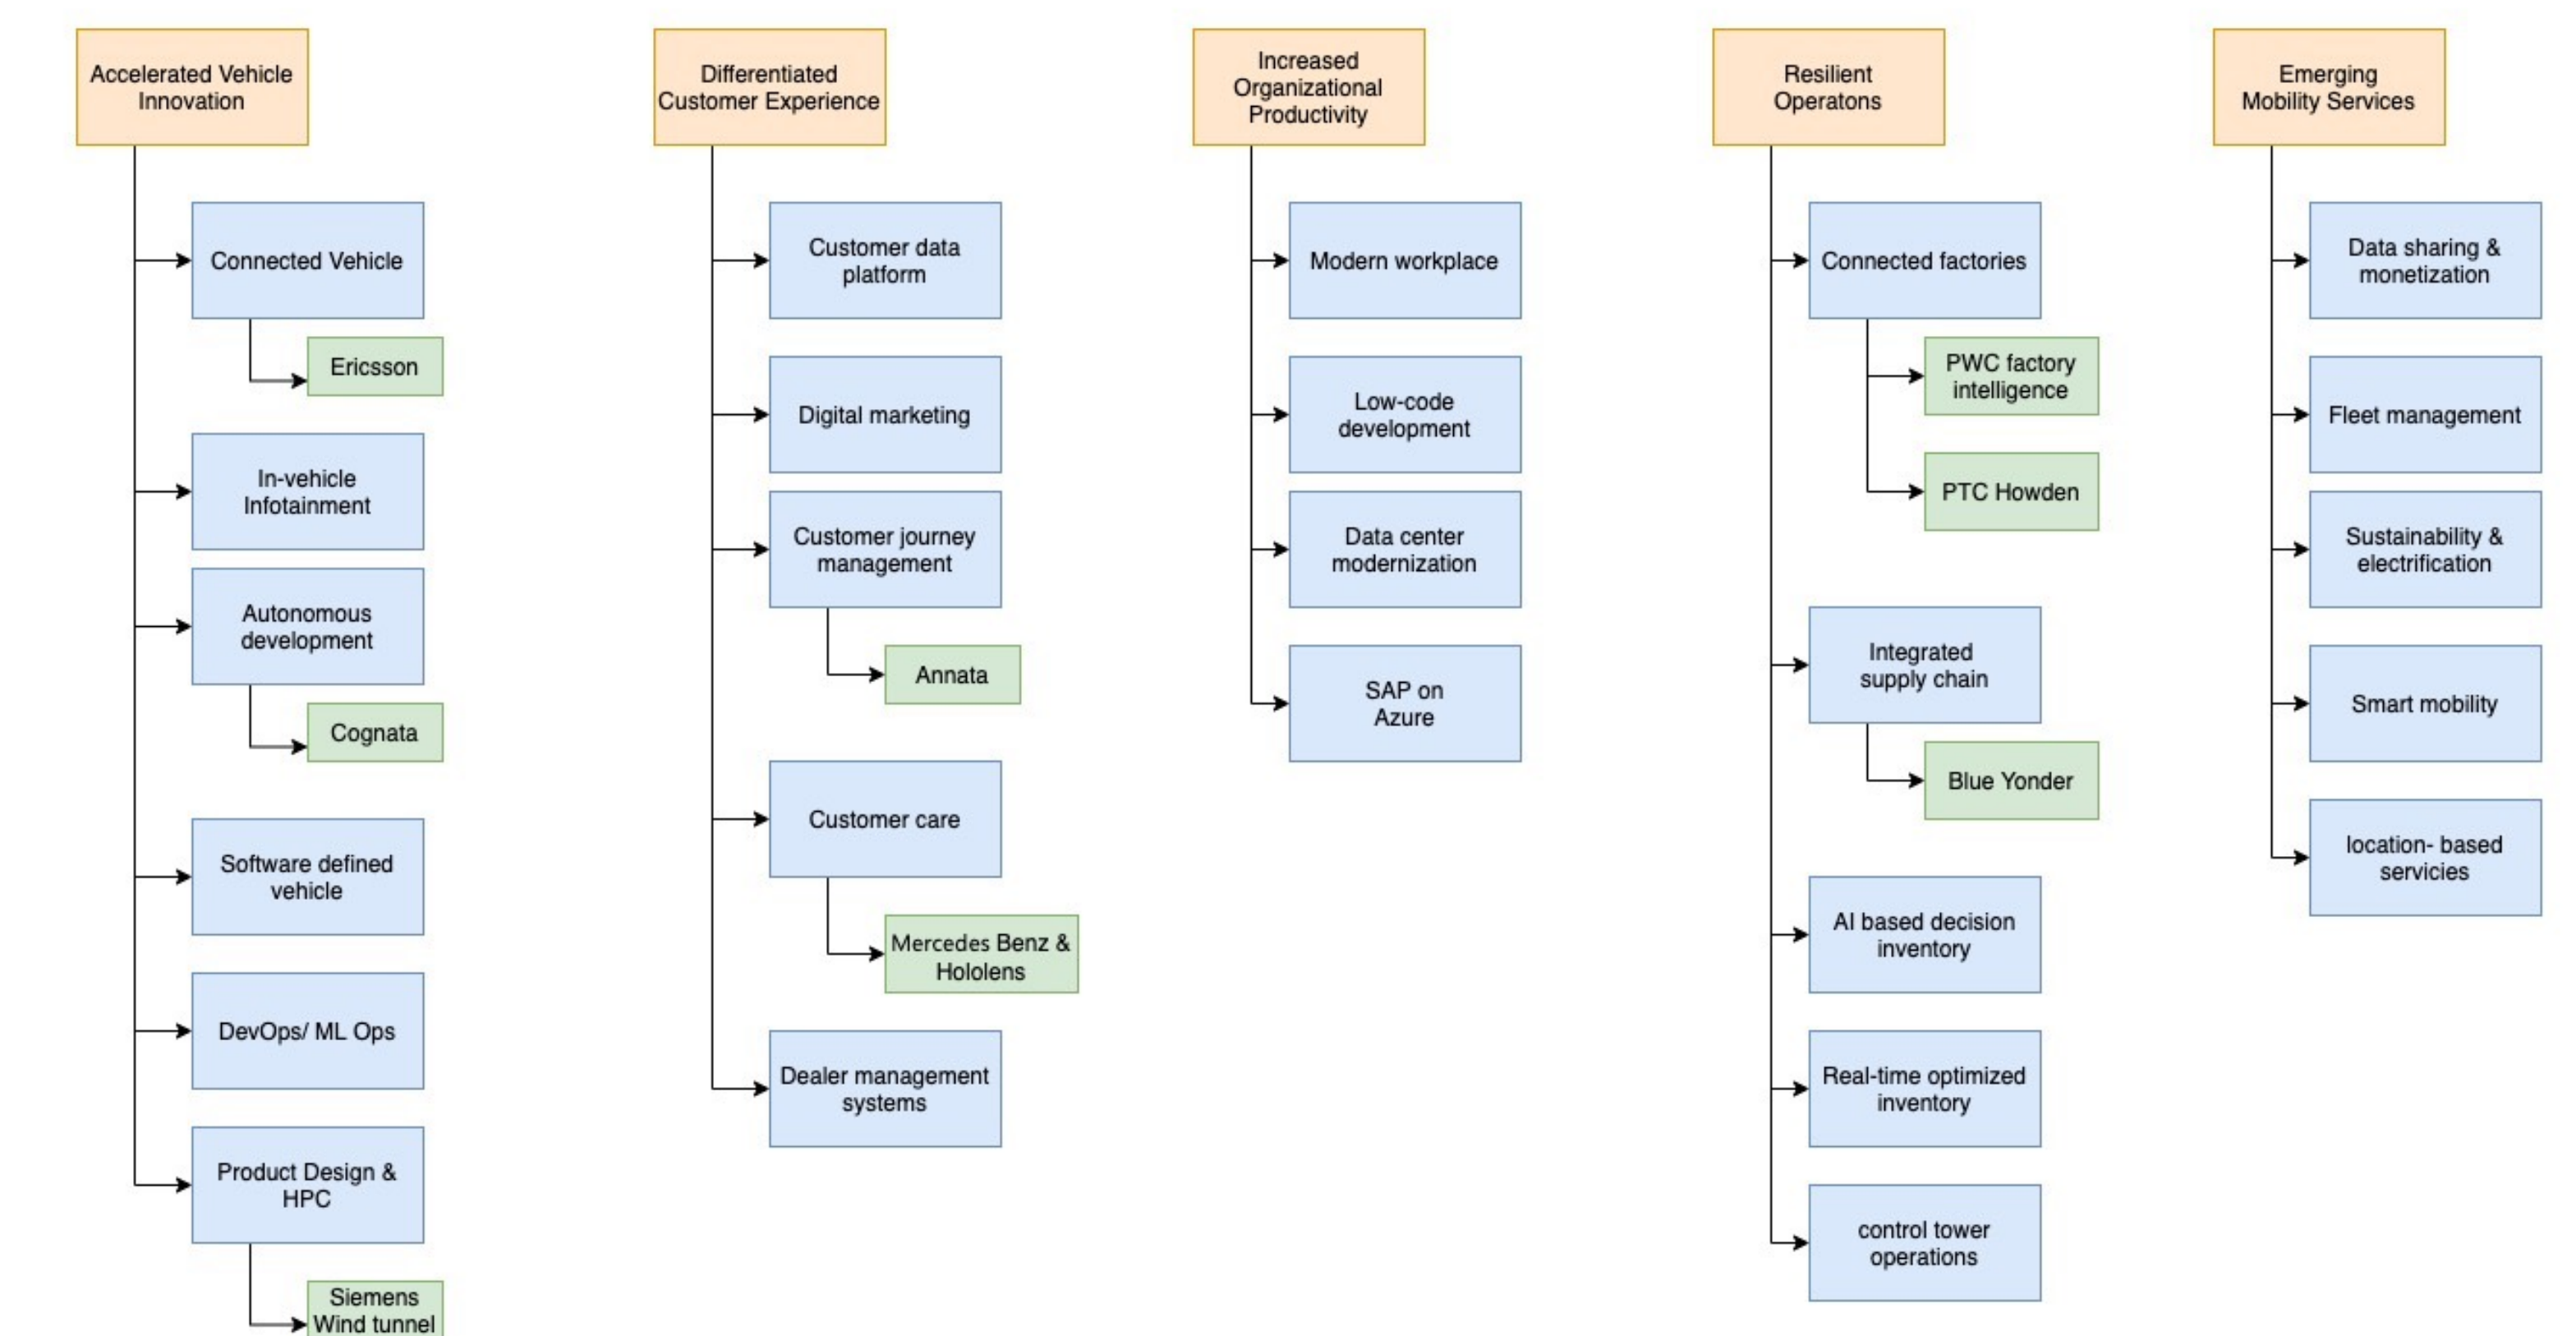 Accelerated Vehicle
Innovation
Connected Vehicle
Ericsson
In-vehicle
Infotainment
Autonomous
development
Cognata
Software defined
vehicle
DevOps/ ML Ops
Product Design &
HPC
Siemens
Wind tunnel
Differentiated
Customer Experience
Customer data
platform
Digital marketing
Customer journey
management
Annata
Customer care
Mercedes Benz &
Hololens
Dealer management
systems
Increased
Organizational
Productivity
Modern workplace
Low-code
development
Data center
modernization
SAP on
Azure
Resilient
Operatons
Connected factories
PWC factory
intelligence
PTC Howden
Integrated
supply chain
Blue Yonder
AI based decision
inventory
Real-time optimized
inventory
control tower
operations
Emerging
Mobility Services
Data sharing &
monetization
Fleet management
Sustainability &
electrification
Smart mobility
location- based
servicies